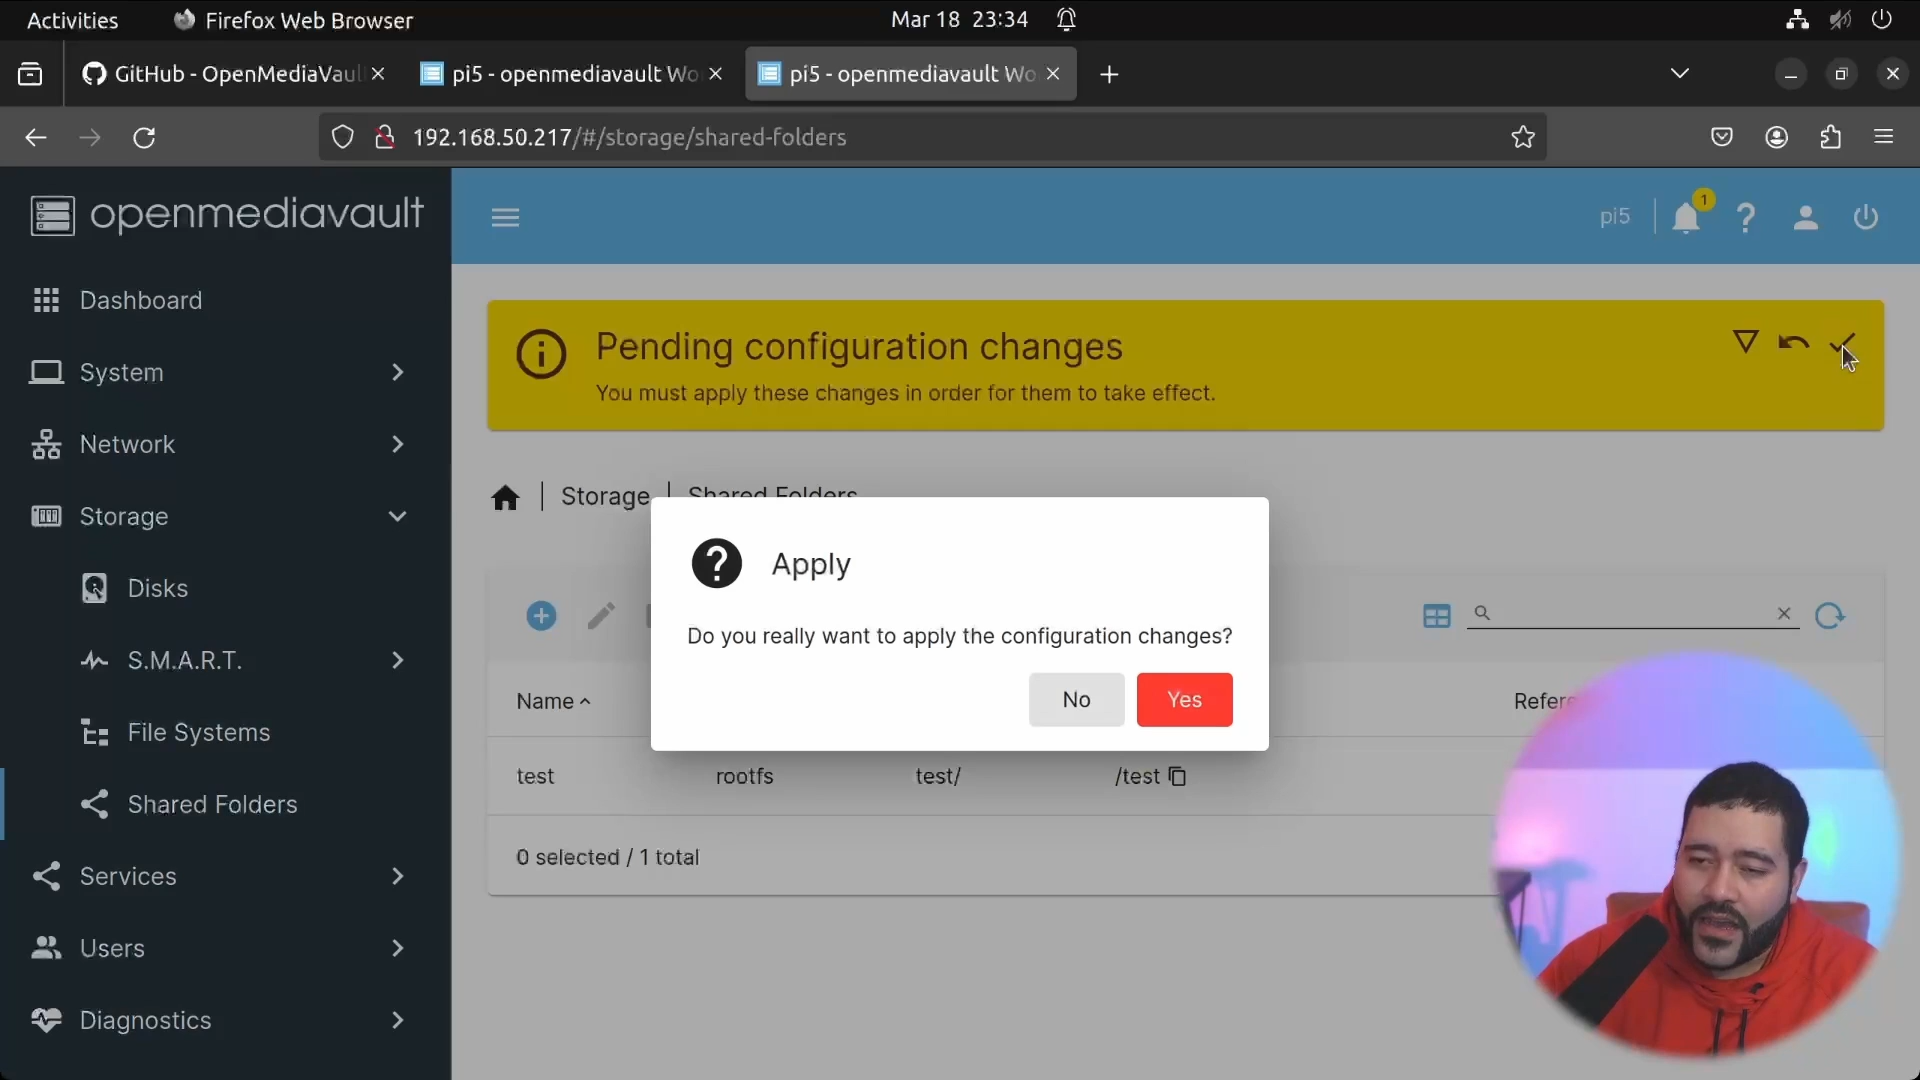 Activities
Firefox Web Browser
Mar 18 23:34
GitHub - OpenMediaVaul
pi5 - openmediavault Wo
pi5 - openmediavault Wo
192.168.50.217/#/storage/shared-folders
openmediavault
pi5
1
Dashboard
System
Network
Storage
Disks
S.M.A.R.T.
File Systems
Shared Folders
Services
Users
Diagnostics
Pending configuration changes
You must apply these changes in order for them to take effect.
Storage | Shared Folders
Apply
Do you really want to apply the configuration changes?
No
Yes
Name
test rootfs test/ /test
0 selected / 1 total